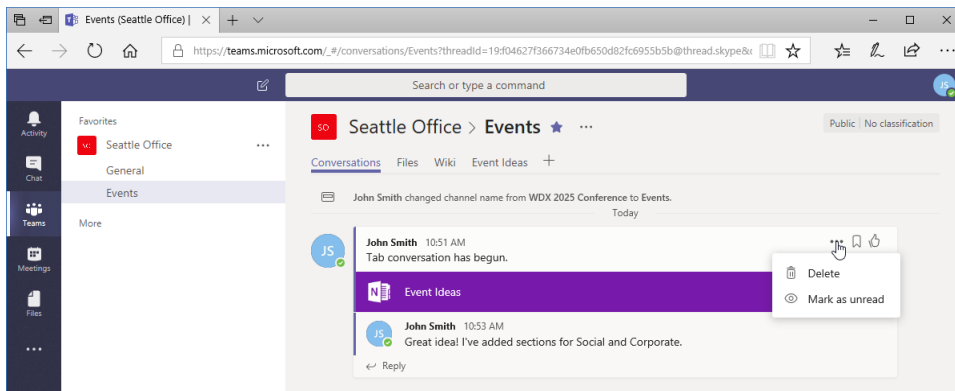 Events (Seattle Office) |
https://teams.microsoft.com/_#/conversations/Events?threadId=19:f04627f366734e0fb650d82fc6955b5b@thread.skype&c
Search or type a command
JS
Activity
Chat
Teams
Meetings
Files
Favorites
SO
Seattle Office
General
Events
More
SO
Seattle Office > Events
Public | No classification
Conversations Files Wiki Event Ideas
John Smith changed channel name from WDX 2025 Conference to Events.
Today
JS
John Smith 10:51 AM
Tab conversation has begun.
N
Event Ideas
Delete
Mark as unread
JS
John Smith 10:53 AM
Great idea! I've added sections for Social and Corporate.
Reply